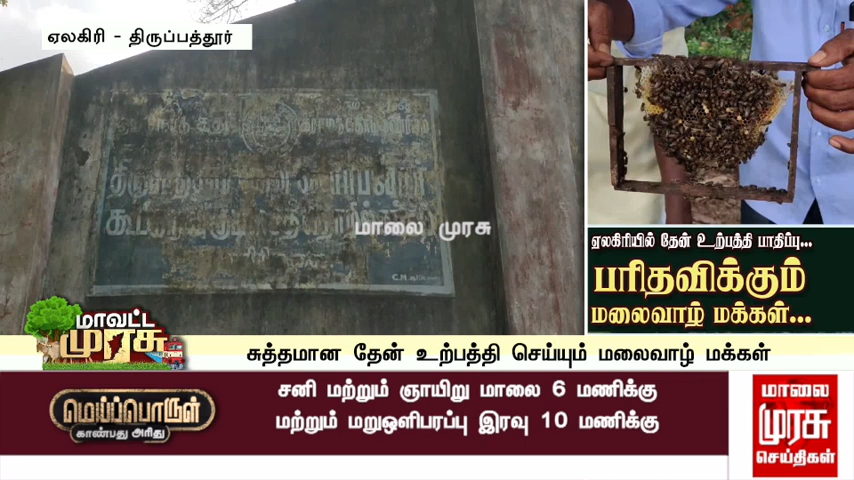 ஏலகிரி - திருப்பத்தூர்
மாலை முரசு
C.M.
ஏலகிரியில் தேன் உற்பத்தி பாதிப்பு...
பரிதவிக்கும்
மலைவாழ் மக்கள்...
மாவட்ட
முரசு
சுத்தமான தேன் உற்பத்தி செய்யும் மலைவாழ் மக்கள்
மெய்ப்பொருள்
காண்பது அரிது
சனி மற்றும் ஞாயிறு மாலை 6 மணிக்கு
மற்றும் மறுஒளிபரப்பு இரவு 10 மணிக்கு
மாலை
முரசு
செய்திகள்